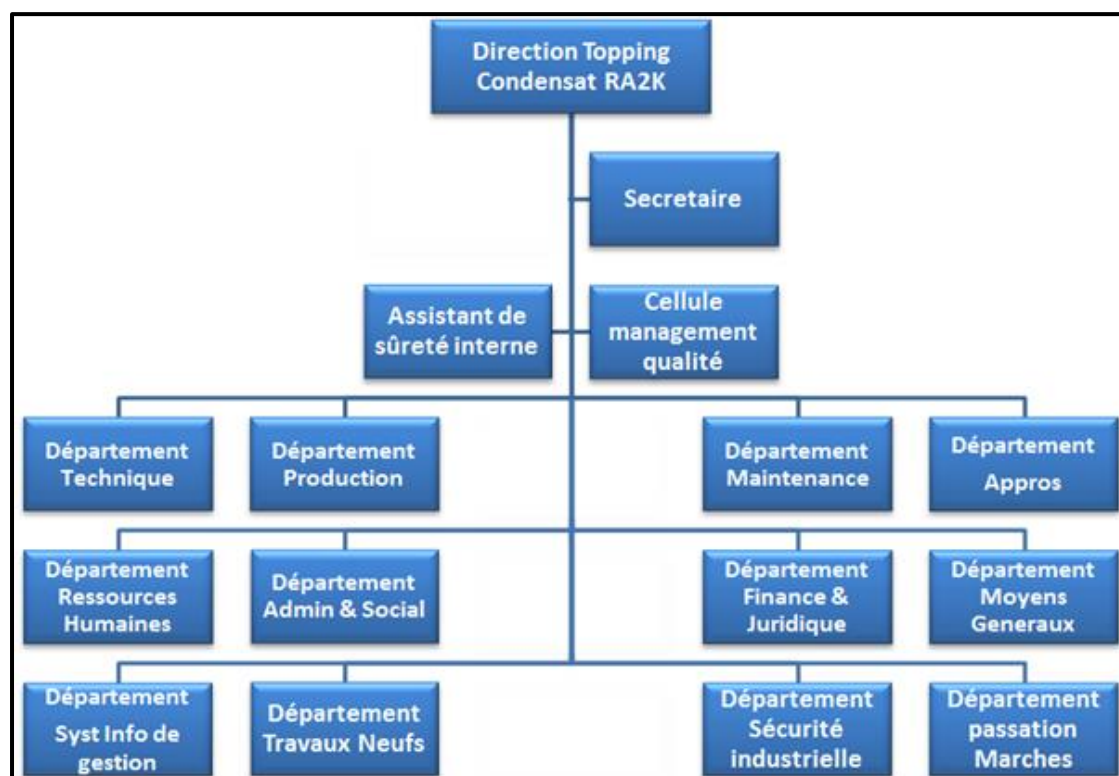 Direction Topping
Condensat RA2K
Secretaire
Assistant de
sûreté interne
Cellule
management
qualité
Département
Technique
Département
Production
Département
Maintenance
Département
Appros
Département
Ressources
Humaines
Département
Admin & Social
Département
Finance &
Juridique
Département
Moyens
Generaux
Département
Syst Info de
gestion
Département
Travaux Neufs
Département
Sécurité
industrielle
Département
passation
Marches